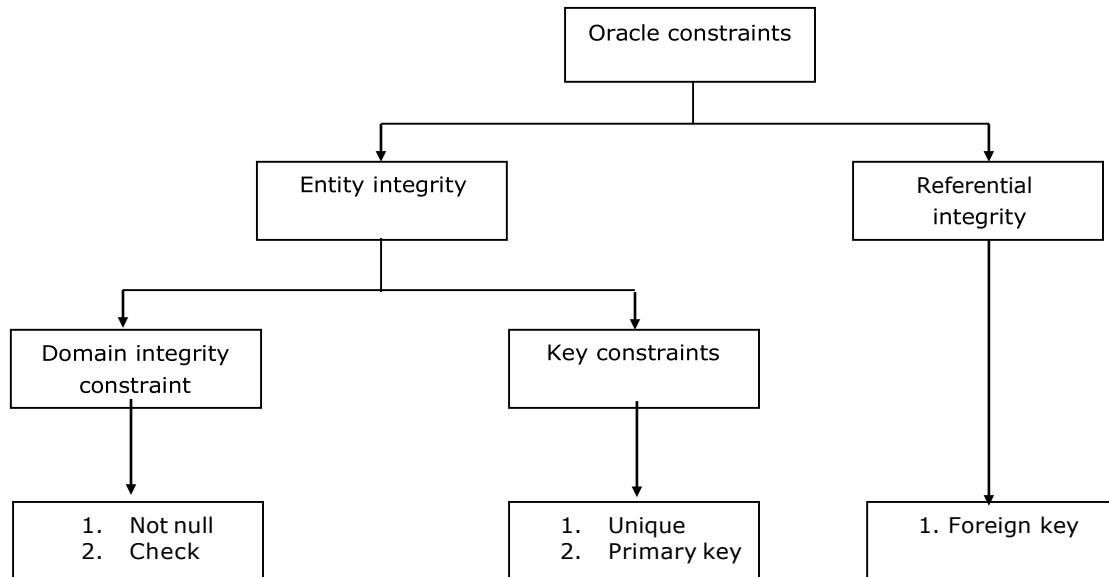 Oracle constraints
Entity integrity
Referential
integrity
Domain integrity
constraint
Key constraints
1. Not null
2. Check
1. Unique
2. Primary key
1. Foreign key